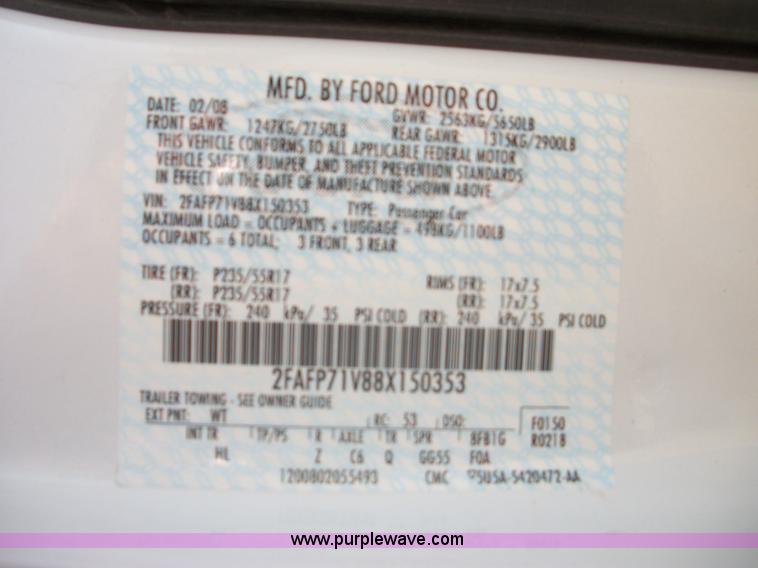 MFD. BY FORD MOTOR CO.
DATE: 02/08 GVWR: 2563KG/5650LB
FRONT GAWR: 1247KG/2750LB REAR GAWR: 1315KG/2900LB
THIS VEHICLE CONFORMS TO ALL APPLICABLE FEDERAL MOTOR
VEHICLE SAFETY, BUMPER, AND THEFT PREVENTION STANDARDS
IN EFFECT ON THE DATE OF MANUFACTURE SHOWN ABOVE
VIN: 2FAFP71V88X150353 TYPE: Passenger Car
MAXIMUM LOAD = OCCUPANTS + LUGGAGE = 498KG/1100LB
OCCUPANTS = 6 TOTAL; 3 FRONT, 3 REAR
TIRE (FR): P235/55R17 RIMS (FR): 17x7.5
(RR): P235/55R17 (RR): 17x7.5
PRESSURE (FR): 240 kPa/ 35 PSI COLD (RR): 240 kPa/ 35 PSI COLD
2FAFP71V88X150353
TRAILER TOWING - SEE OWNER GUIDE
EXT PNT: WT RC: 53 DSO: F0150
INT TR TP/PS R AXLE TR SPR BFB1G R0218
HL Z C6 Q GG55 FOA
1200802055493 CMC 5U5A-5420472-AA
www.purplewave.com